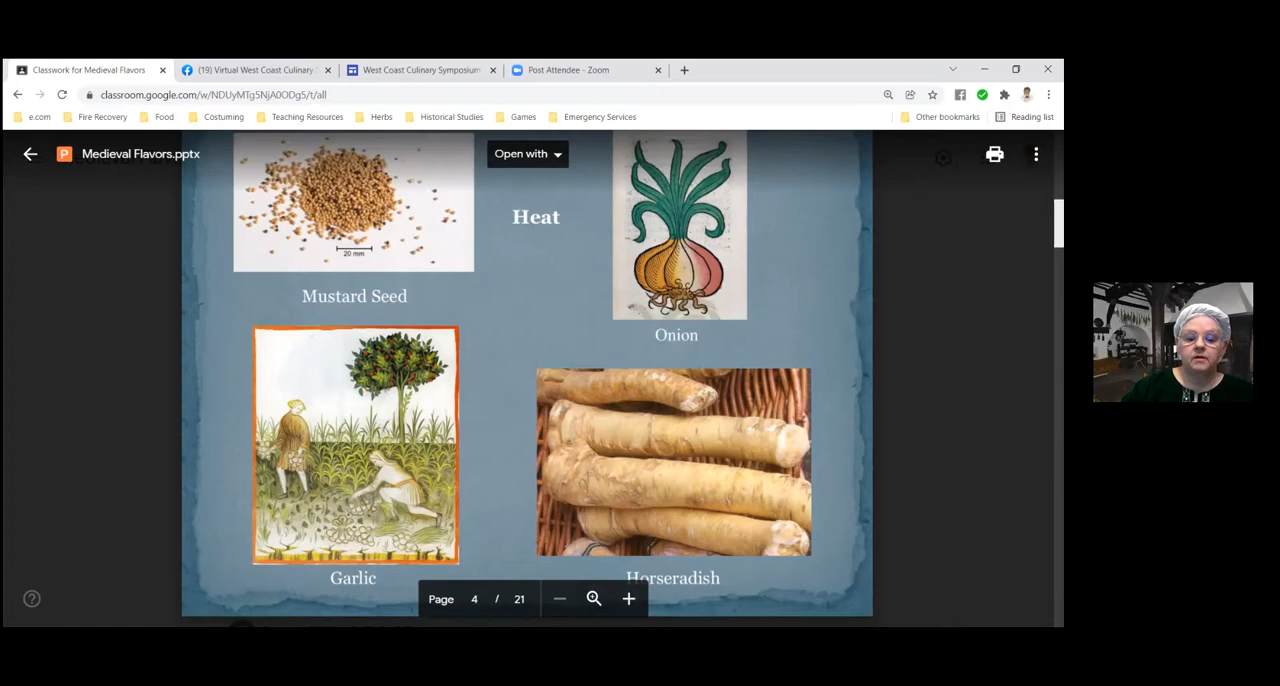 Classwork for Medieval Flavors
(19) Virtual West Coast Culinary
West Coast Culinary Symposium
Post Attendee - Zoom
classroom.google.com/w/NDUyMTg5NjA0ODg5/t/all
e.com
Fire Recovery
Food
Costuming
Teaching Resources
Herbs
Historical Studies
Games
Emergency Services
Other bookmarks
Reading list
P
Medieval Flavors.pptx
Open with
Heat
20 mm
Mustard Seed
Onion
Garlic
Horseradish
Page 4 / 21